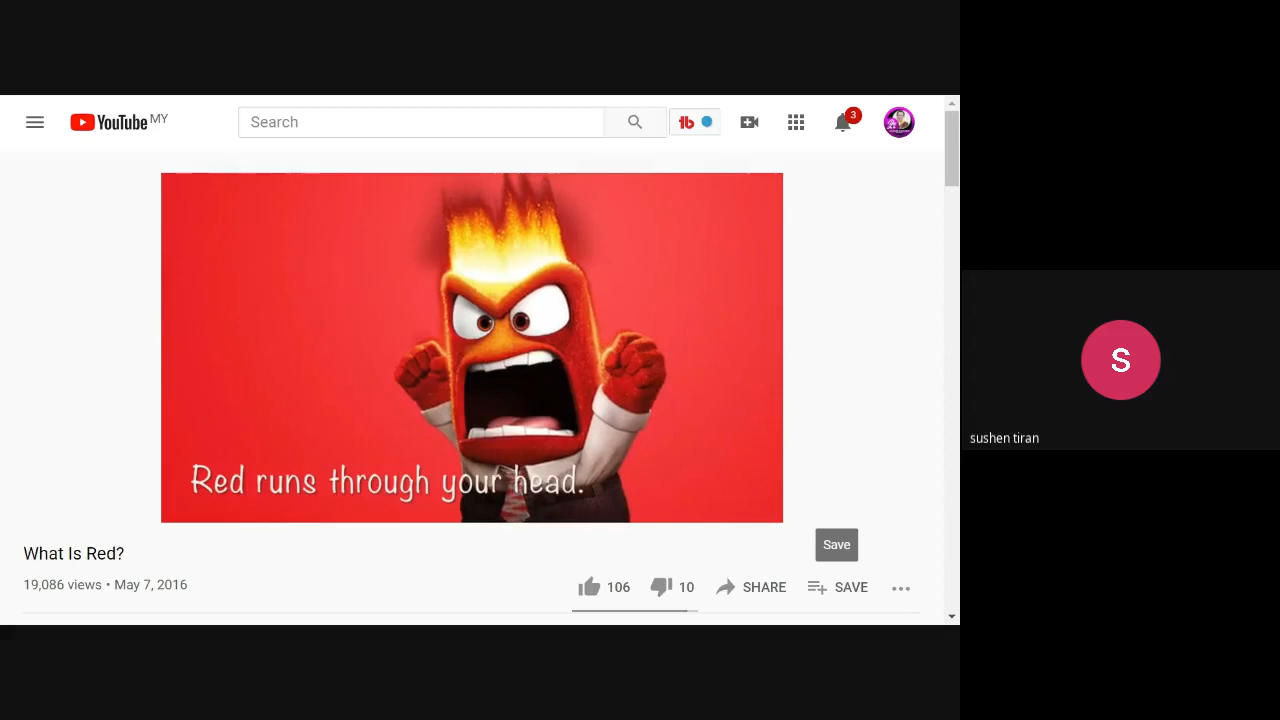 YouTube MY
Search
3
Red runs through your head.
What Is Red?
Save
19,086 views • May 7, 2016
106
10
SHARE
SAVE
S
sushen tiran